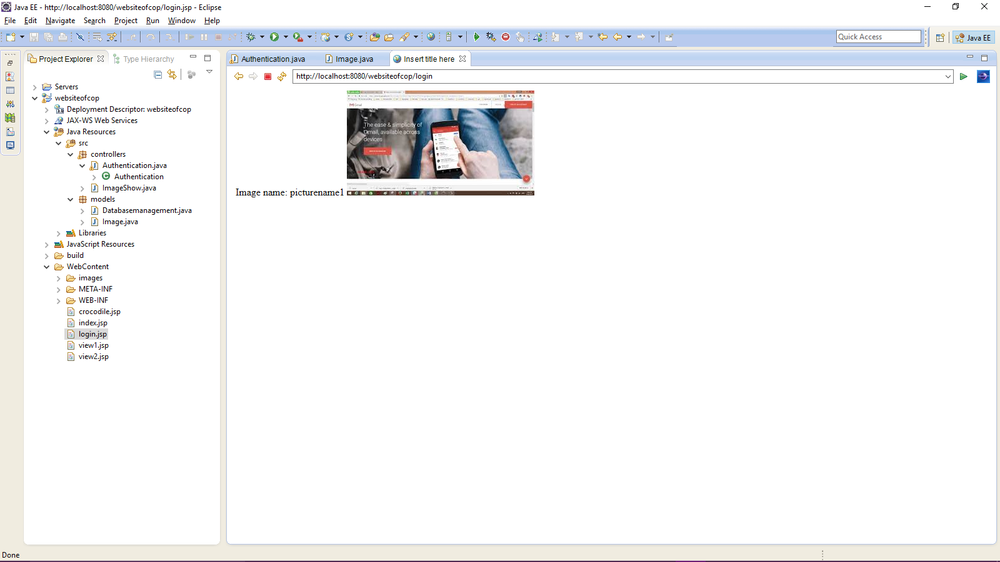 Java EE - http://localhost:8080/websiteofcop/login.jsp - Eclipse
File Edit Navigate Search Project Run Window Help
Quick Access
Java EE
Project Explorer
Type Hierarchy
Authentication.java
Image.java
Insert title here
http://localhost:8080/websiteofcop/login
Servers
websiteofcop
3.0 Deployment Descriptor: websiteofcop
JAX-WS Web Services
Java Resources
src
controllers
Authentication.java
Authentication
ImageShow.java
models
Databasemanagement.java
Image.java
Libraries
JavaScript Resources
build
WebContent
images
META-INF
WEB-INF
crocodile.jsp
index.jsp
login.jsp
view1.jsp
view2.jsp
Gmail
The ease & simplicity of
Gmail, available across
devices
Image name: picturename1
Done